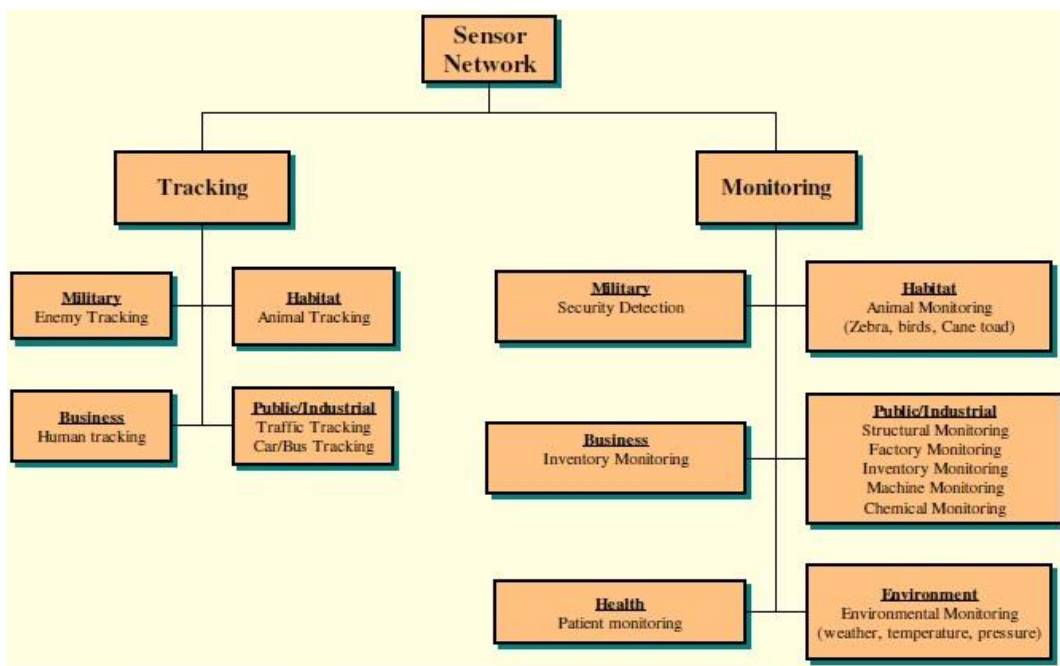 Sensor
Network
Tracking
Monitoring
Military
Enemy Tracking
Habitat
Animal Tracking
Business
Human tracking
Public/Industrial
Traffic Tracking
Car/Bus Tracking
Military
Security Detection
Habitat
Animal Monitoring
(Zebra, birds, Cane toad)
Business
Inventory Monitoring
Public/Industrial
Structural Monitoring
Factory Monitoring
Inventory Monitoring
Machine Monitoring
Chemical Monitoring
Health
Patient monitoring
Environment
Environmental Monitoring
(weather, temperature, pressure)